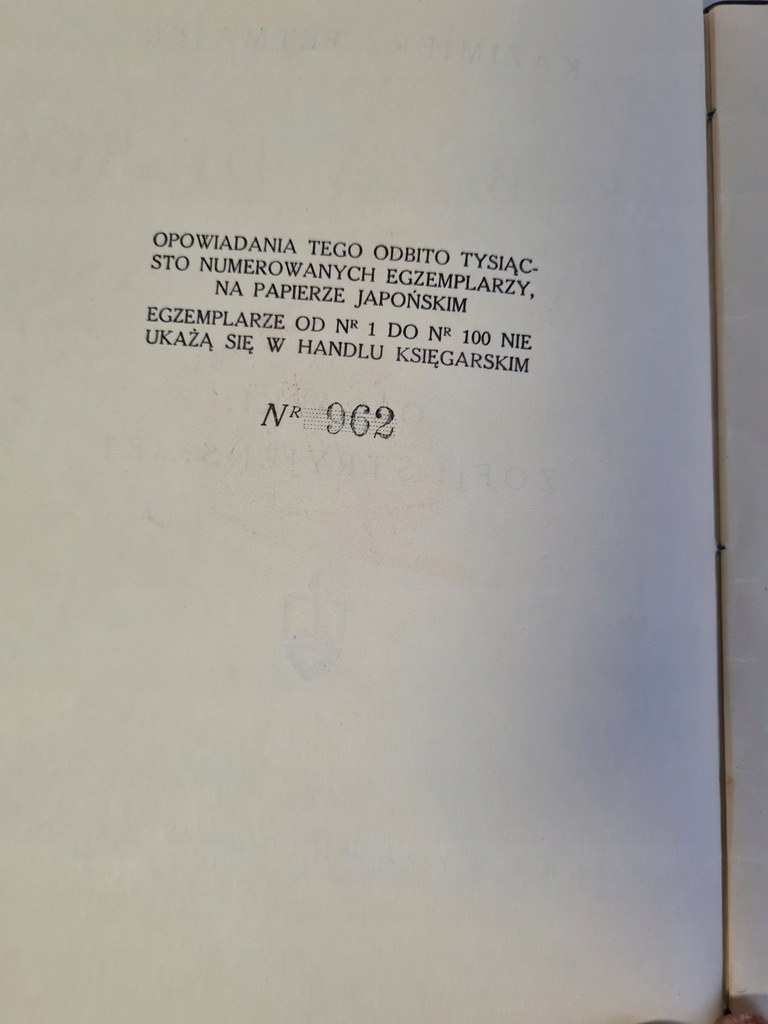 OPOWIADANIA TEGO ODBITO TYSIĄC-
STO NUMEROWANYCH EGZEMPLARZY,
NA PAPIERZE JAPOŃSKIM
EGZEMPLARZE OD Nᴿ 1 DO Nᴿ 100 NIE
UKAŻĄ SIĘ W HANDLU KSIĘGARSKIM
Nᴿ 962